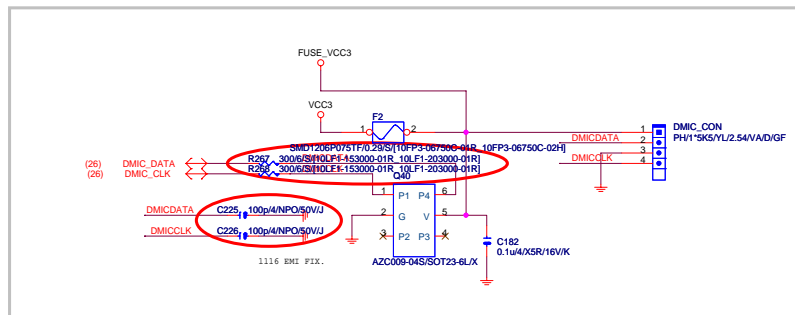 FUSE_VCC3
VCC3
F2
1
2
SMD1206P075TF/0.29/S/[10FP3-06750C-01R_10FP3-06750C-02H]
DMIC_CON
PH/1*5K5/YL/2.54/VA/D/GF
1
2
3
4
DMICDATA
DMICCLK
(26) DMIC_DATA
R267 300/6/S/[10LF1-153000-01R_10LF1-203000-01R]
(26) DMIC_CLK
R268 300/6/S/[10LF1-153000-01R_10LF1-203000-01R]
Q40
1 P1 P4 6
2 G V 5
3 P2 P3 4
AZC009-04S/SOT23-6L/X
DMICDATA C225 100p/4/NPO/50V/J
DMICCLK C226 100p/4/NPO/50V/J
1116 EMI FIX.
C182
0.1u/4/X5R/16V/K